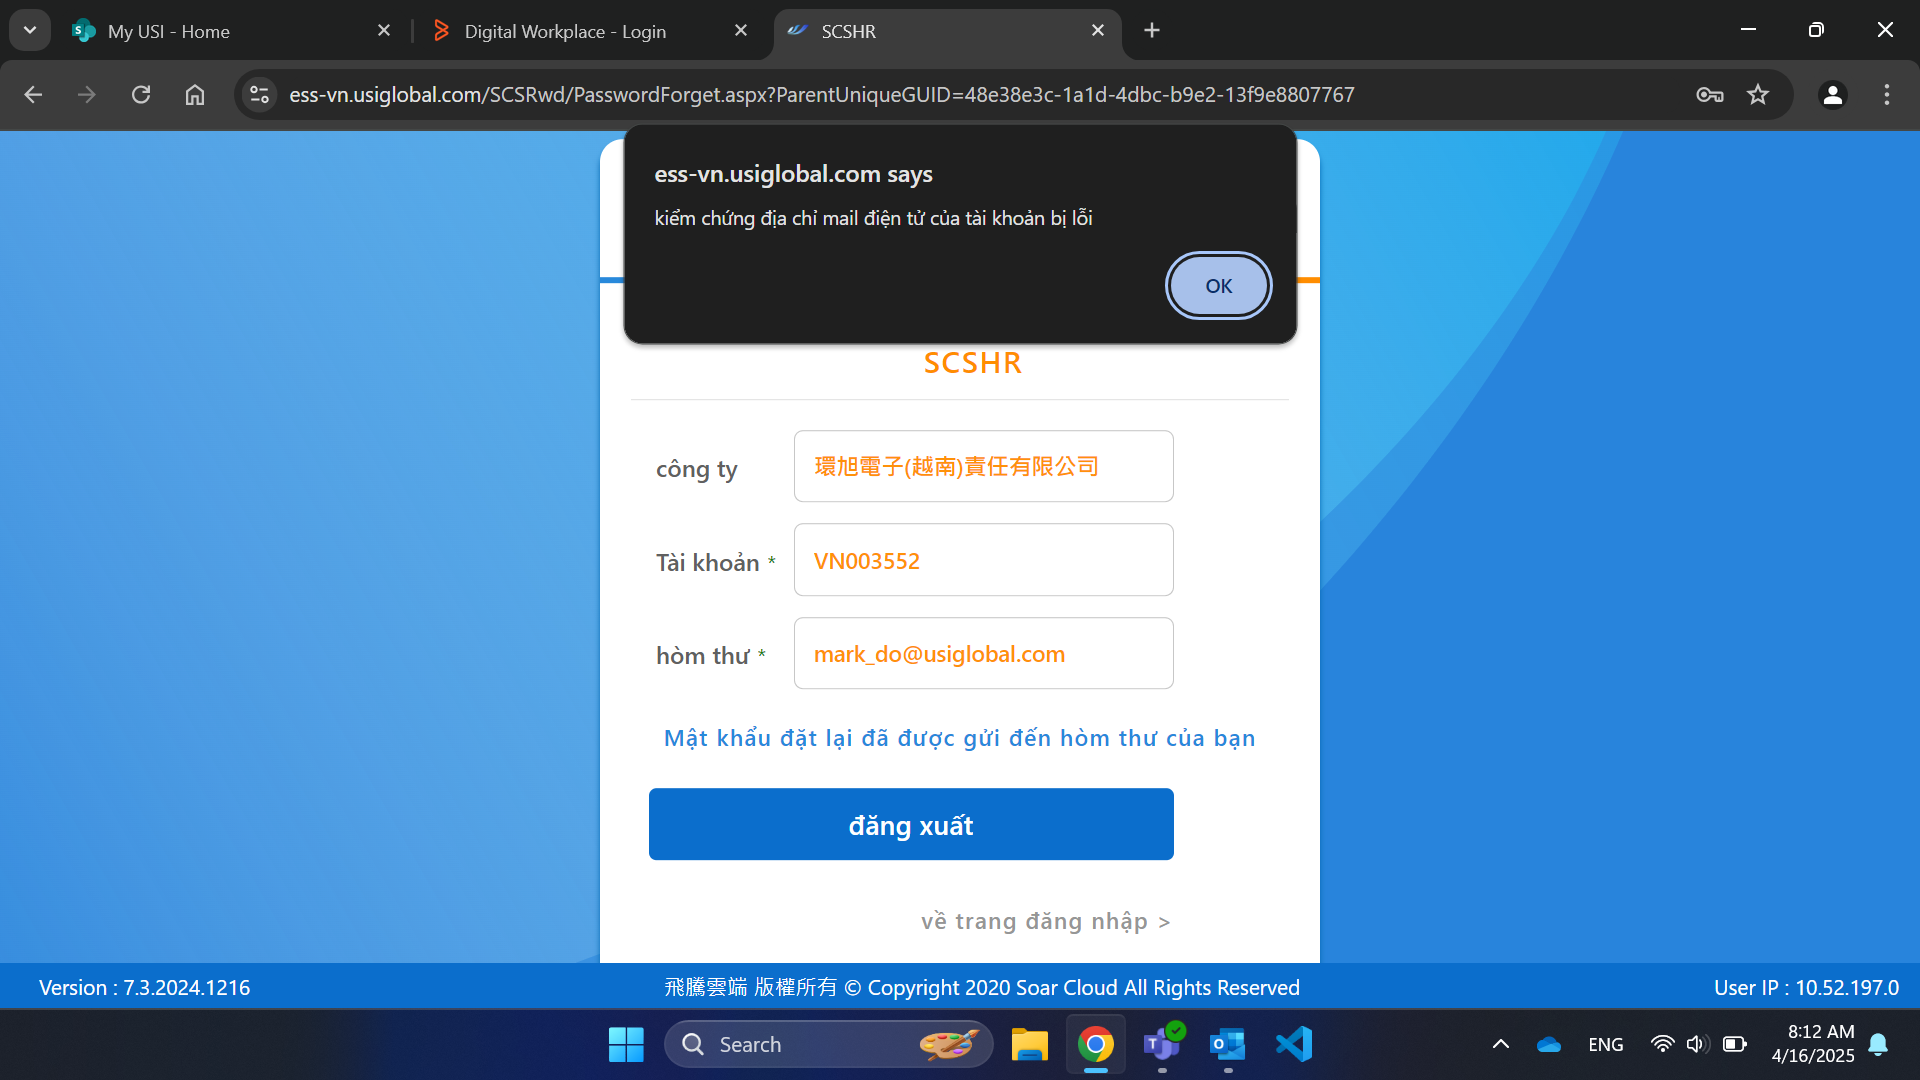 My USI - Home
Digital Workplace - Login
SCSHR
ess-vn.usiglobal.com/SCSRwd/PasswordForget.aspx?ParentUniqueGUID=48e38e3c-1a1d-4dbc-b9e2-13f9e8807767
ess-vn.usiglobal.com says
kiểm chứng địa chỉ mail điện tử của tài khoản bị lỗi
OK
SCSHR
công ty
環旭電子(越南)責任有限公司
Tài khoản *
VN003552
hòm thư *
mark_do@usiglobal.com
Mật khẩu đặt lại đã được gửi đến hòm thư của bạn
đăng xuất
về trang đăng nhập >
Version : 7.3.2024.1216
飛騰雲端 版權所有 © Copyright 2020 Soar Cloud All Rights Reserved
User IP : 10.52.197.0
Search
ENG
8:12 AM
4/16/2025